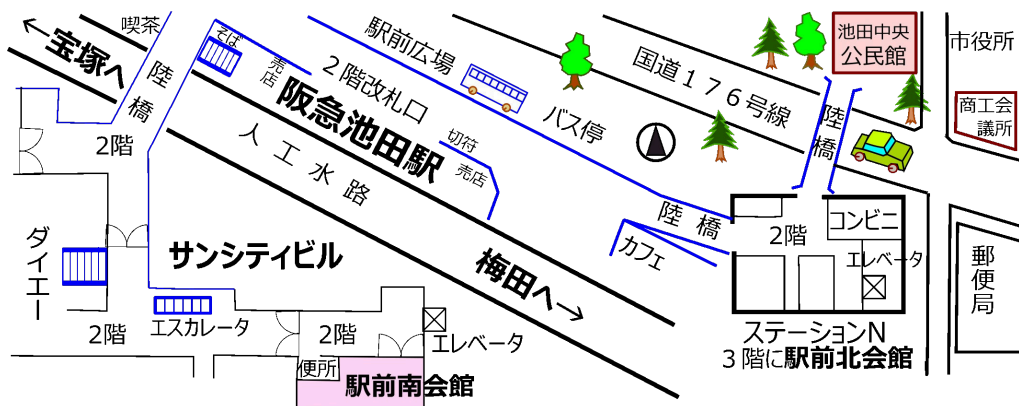 喫茶
←宝塚へ
陸橋
2階
そば
売店
2階改札口
阪急池田駅
切符
売店
駅前広場
バス停
国道176号線
池田中央
公民館
陸橋
市役所
商工会
議所
人工水路
梅田へ→
陸橋
カフェ
2階
コンビニ
エレベータ
ステーションN
3階に駅前北会館
郵便局
ダイエー
サンシティビル
エスカレータ
2階
2階
エレベータ
便所
駅前南会館